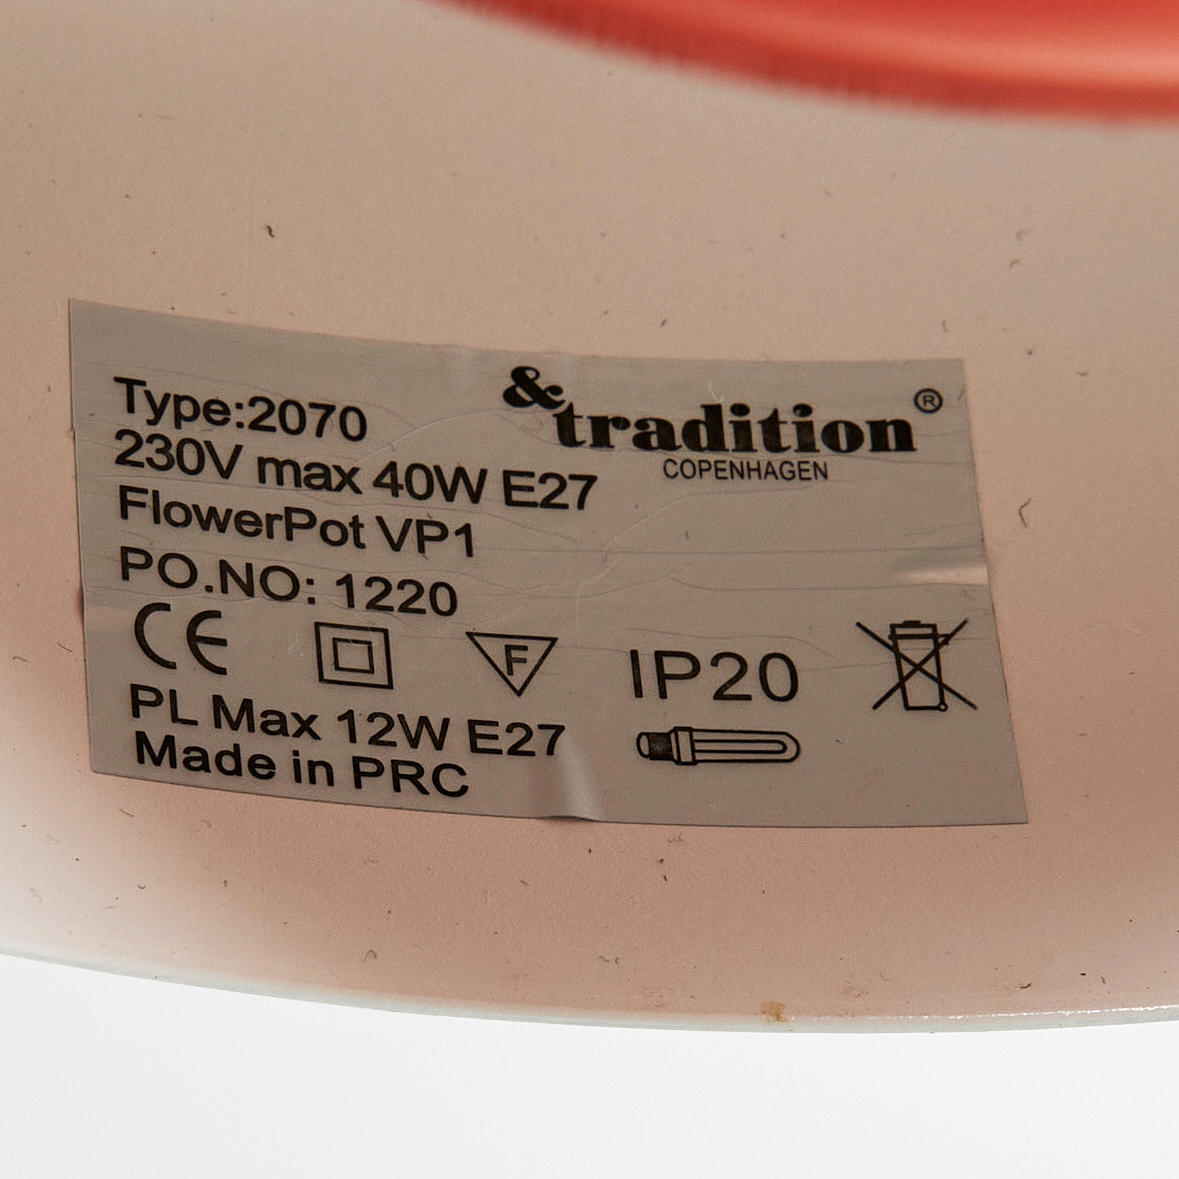 &tradition®
COPENHAGEN
Type:2070
230V max 40W E27
FlowerPot VP1
PO.NO: 1220
CE F IP20
PL Max 12W E27
Made in PRC